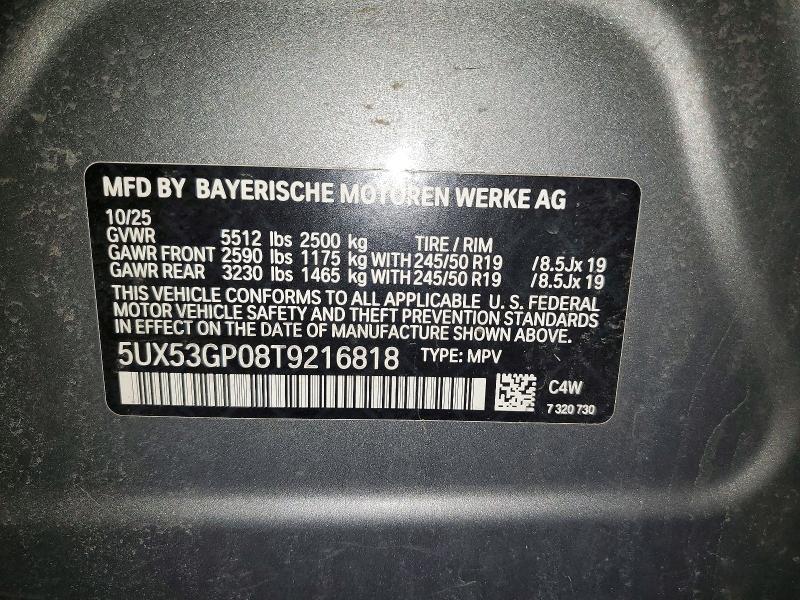 MFD BY BAYERISCHE MOTOREN WERKE AG
10/25
GVWR 5512 lbs 2500 kg TIRE / RIM
GAWR FRONT 2590 lbs 1175 kg WITH 245/50 R19 /8.5Jx 19
GAWR REAR 3230 lbs 1465 kg WITH 245/50 R19 /8.5Jx 19
THIS VEHICLE CONFORMS TO ALL APPLICABLE U. S. FEDERAL
MOTOR VEHICLE SAFETY AND THEFT PREVENTION STANDARDS
IN EFFECT ON THE DATE OF MANUFACTURE SHOWN ABOVE.
5UX53GP08T9216818 TYPE: MPV
C4W
7 320 730